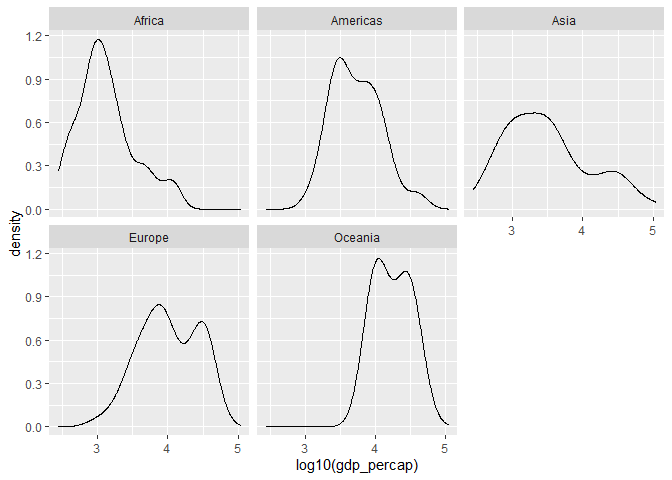 Africa Americas Asia
1.2
0.9
0.6
0.3
0.0
3 4 5
density
Europe Oceania
1.2
0.9
0.6
0.3
0.0
3 4 5 3 4 5
log10(gdp_percap)